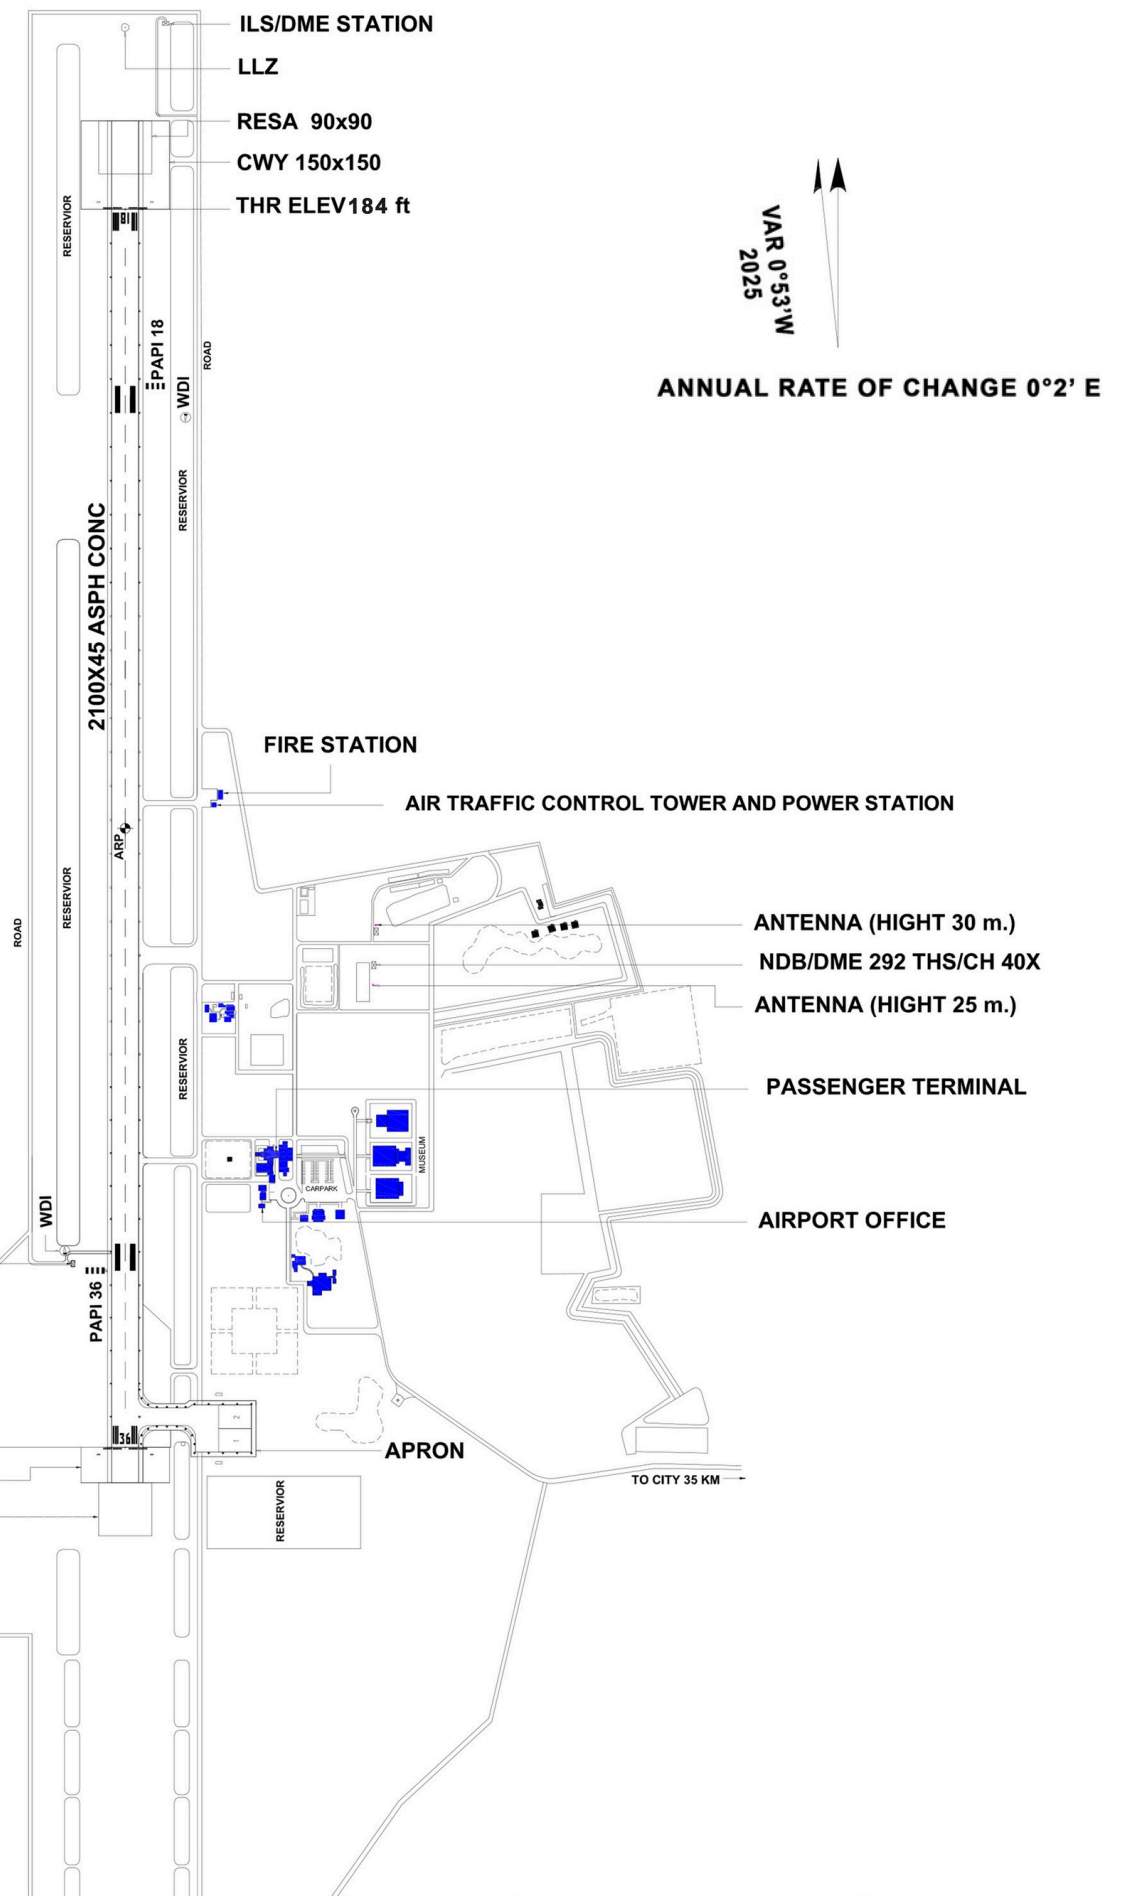 ILS/DME STATION
LLZ
RESA 90x90
CWY 150x150
THR ELEV184 ft
18
RESERVIOR
PAPI 18
WDI
ROAD
RESERVIOR
VAR 0°53'W
2025
ANNUAL RATE OF CHANGE 0°2' E
2100X45 ASPH CONC
FIRE STATION
AIR TRAFFIC CONTROL TOWER AND POWER STATION
ARP
RESERVIOR
ROAD
ANTENNA (HIGHT 30 m.)
NDB/DME 292 THS/CH 40X
ANTENNA (HIGHT 25 m.)
RESERVIOR
PASSENGER TERMINAL
MUSEUM
CARPARK
WDI
AIRPORT OFFICE
PAPI 36
2
1
36
APRON
TO CITY 35 KM
RESERVIOR